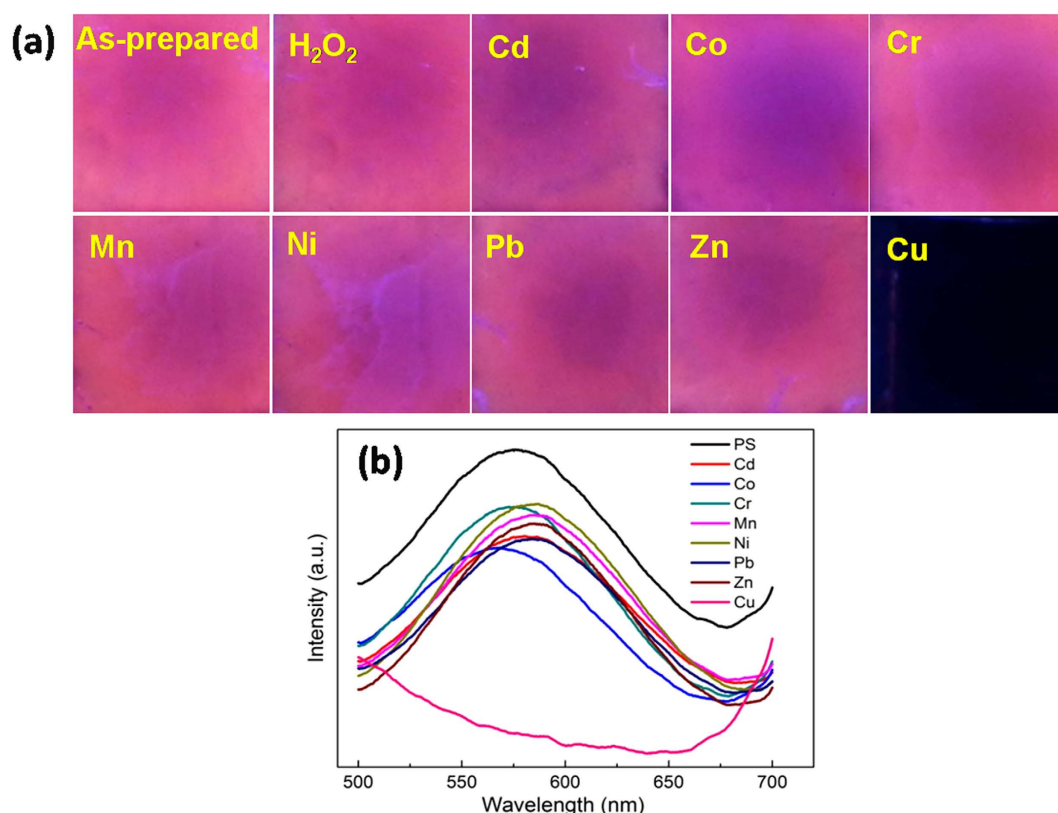 (a)
As-prepared
H₂O₂
Cd
Co
Cr
Mn
Ni
Pb
Zn
Cu
(b)
PS
Cd
Co
Cr
Mn
Ni
Pb
Zn
Cu
Intensity (a.u.)
500 550 600 650 700
Wavelength (nm)